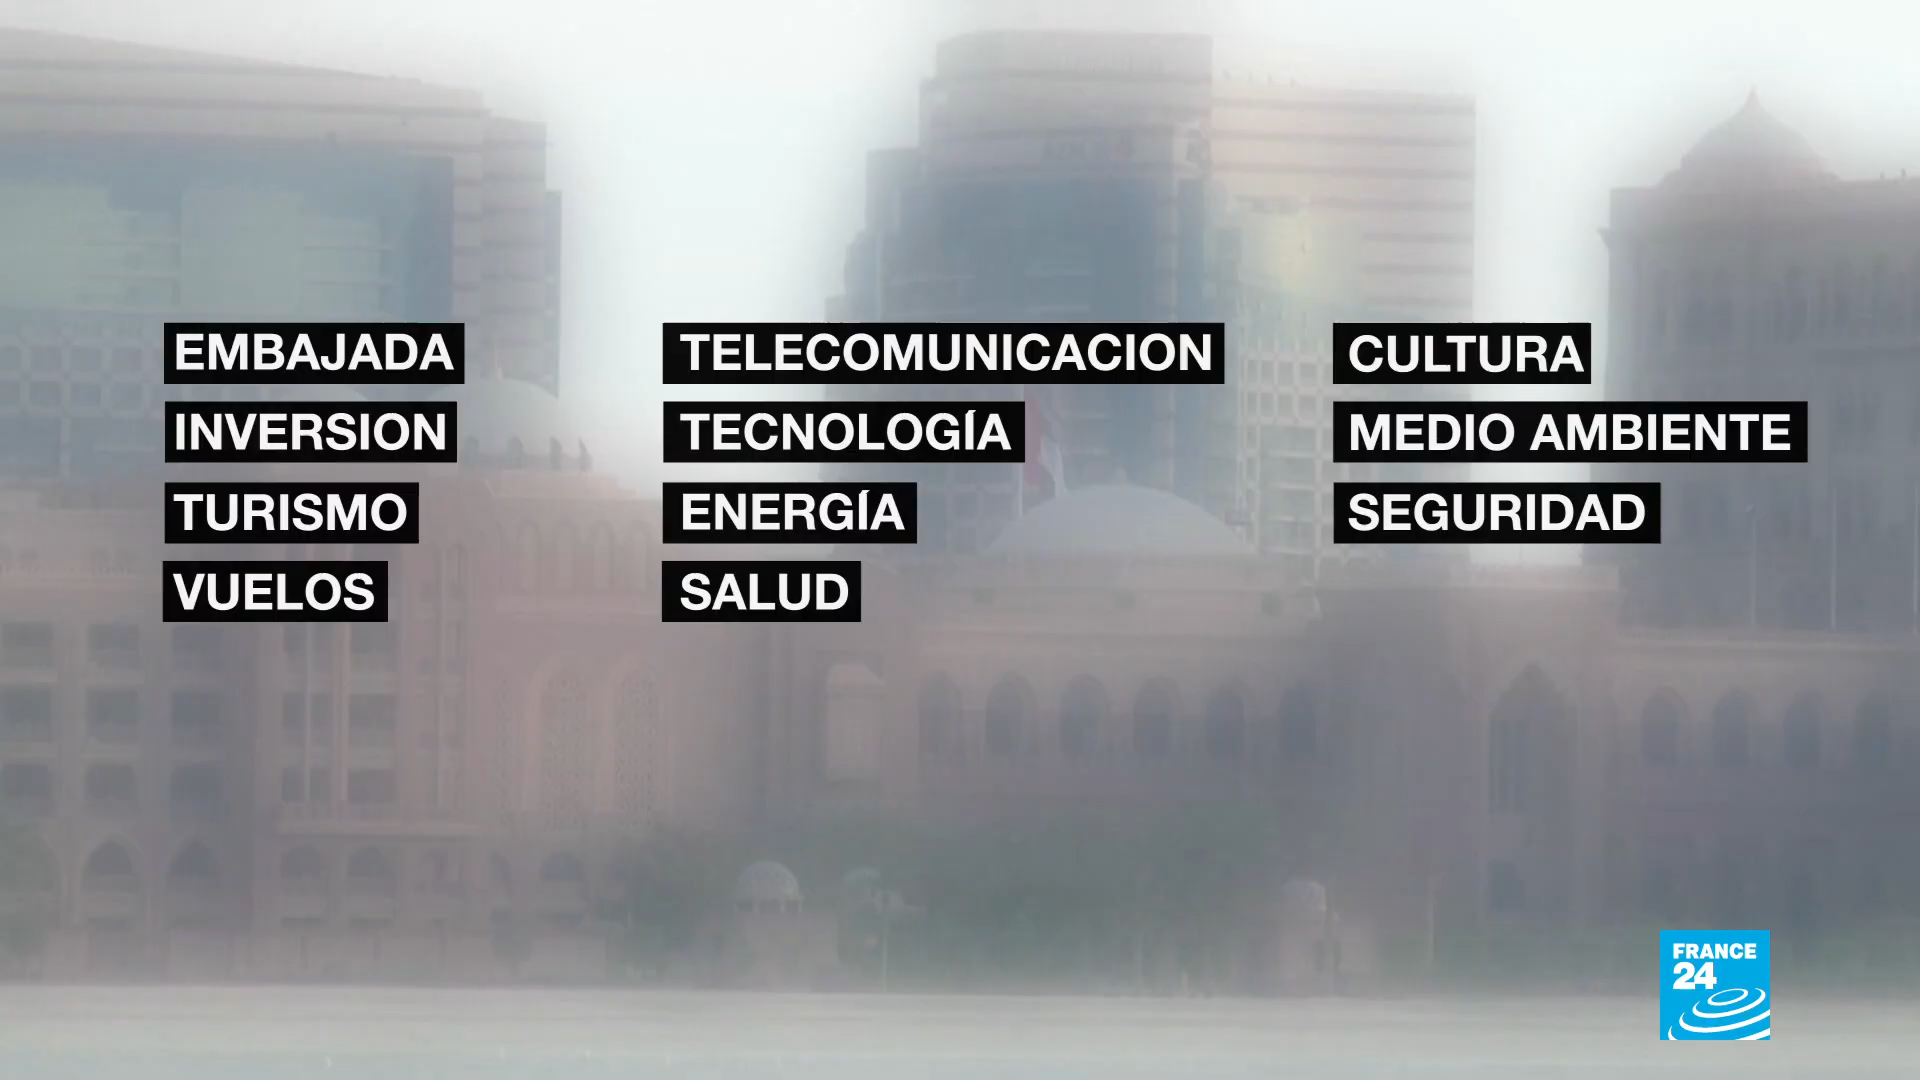 EMBAJADA
INVERSION
TURISMO
VUELOS
TELECOMUNICACION
TECNOLOGÍA
ENERGÍA
SALUD
CULTURA
MEDIO AMBIENTE
SEGURIDAD
FRANCE
24